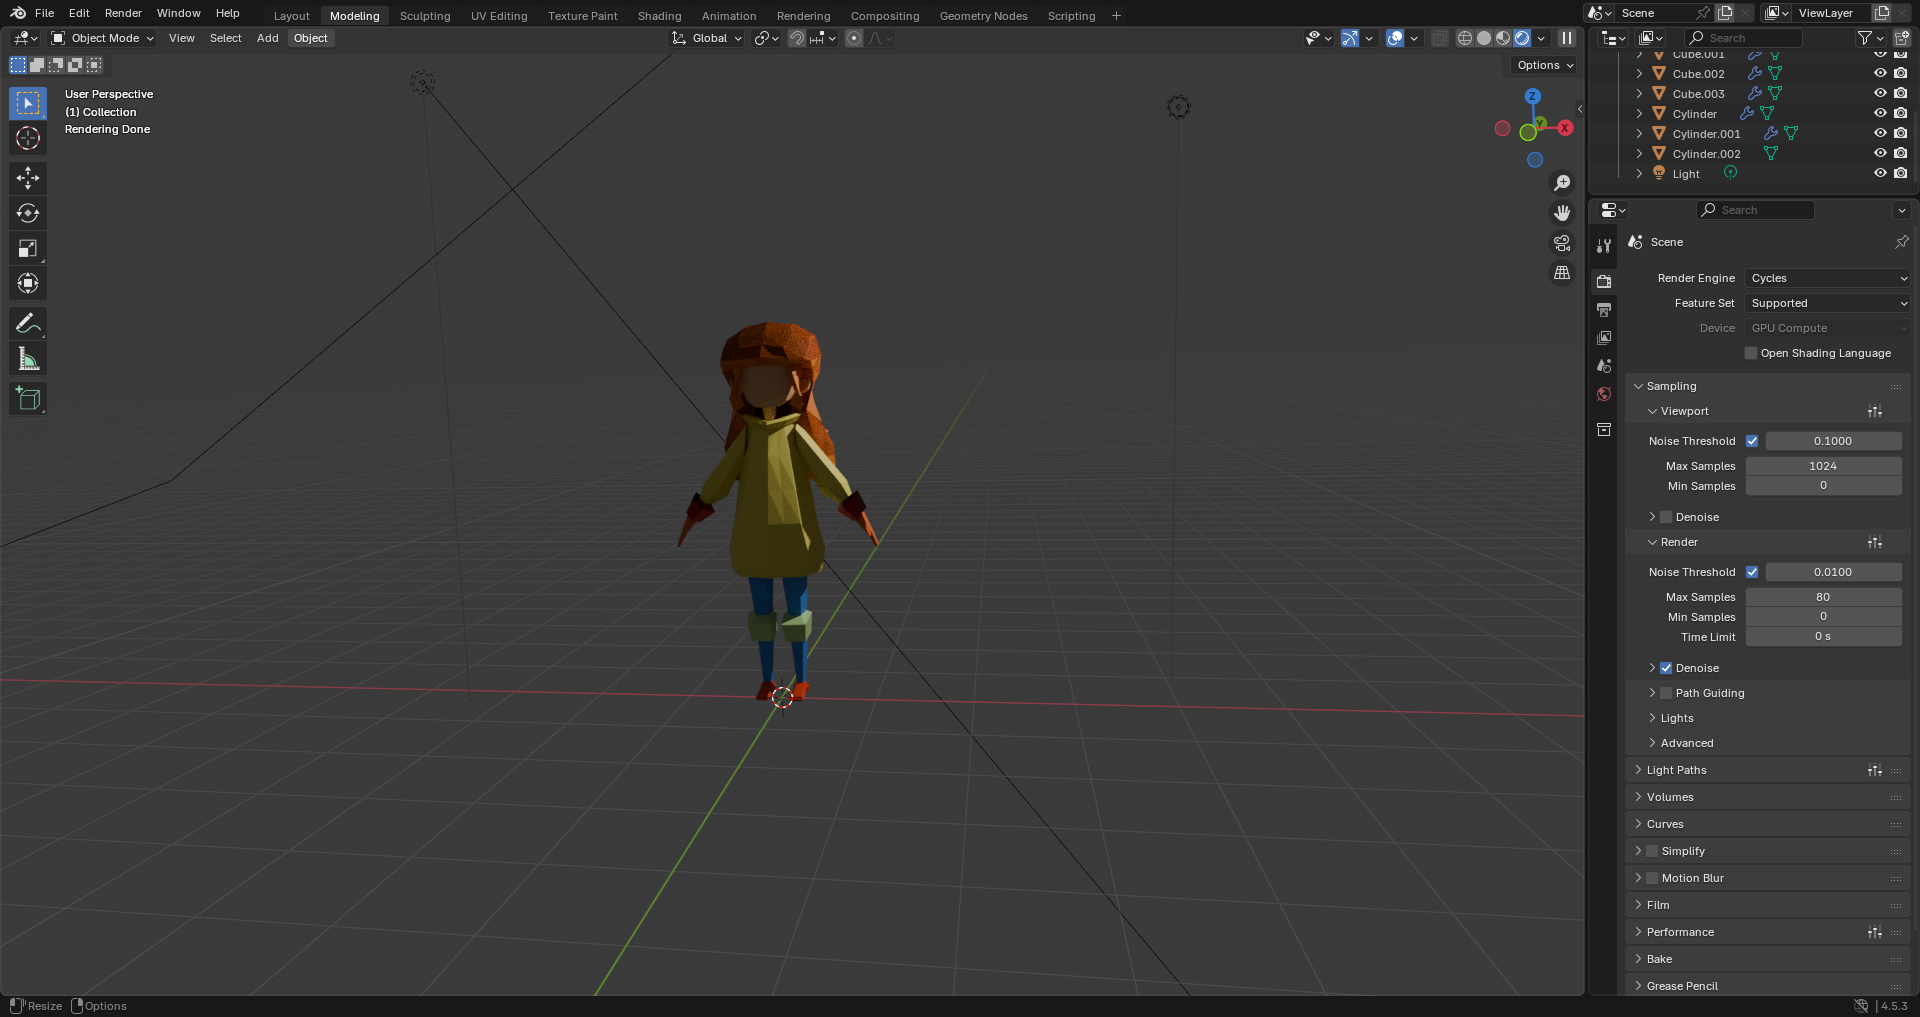 File Edit Render Window Help Layout Modeling Sculpting UV Editing Texture Paint Shading Animation Rendering Compositing Geometry Nodes Scripting + Scene ViewLayer
Object Mode View Select Add Object Global Search
Options
User Perspective
(1) Collection
Rendering Done
Z
Y
X
Cube.001
Cube.002
Cube.003
Cylinder
Cylinder.001
Cylinder.002
Light
Search
Scene
Render Engine Cycles
Feature Set Supported
Device GPU Compute
Open Shading Language
Sampling
Viewport
Noise Threshold 0.1000
Max Samples 1024
Min Samples 0
Denoise
Render
Noise Threshold 0.0100
Max Samples 80
Min Samples 0
Time Limit 0 s
Denoise
Path Guiding
Lights
Advanced
Light Paths
Volumes
Curves
Simplify
Motion Blur
Film
Performance
Bake
Grease Pencil
Resize Options 4.5.3